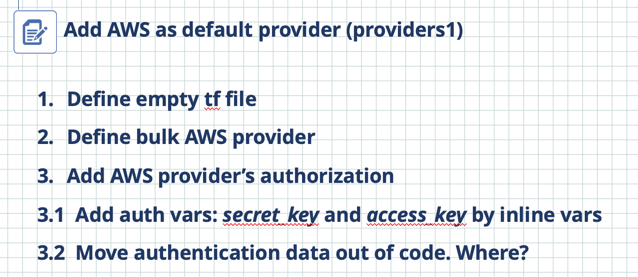 Add AWS as default provider (providers1)
1. Define empty tf file
2. Define bulk AWS provider
3. Add AWS provider’s authorization
3.1 Add auth vars: secret_key and access_key by inline vars
3.2 Move authentication data out of code. Where?